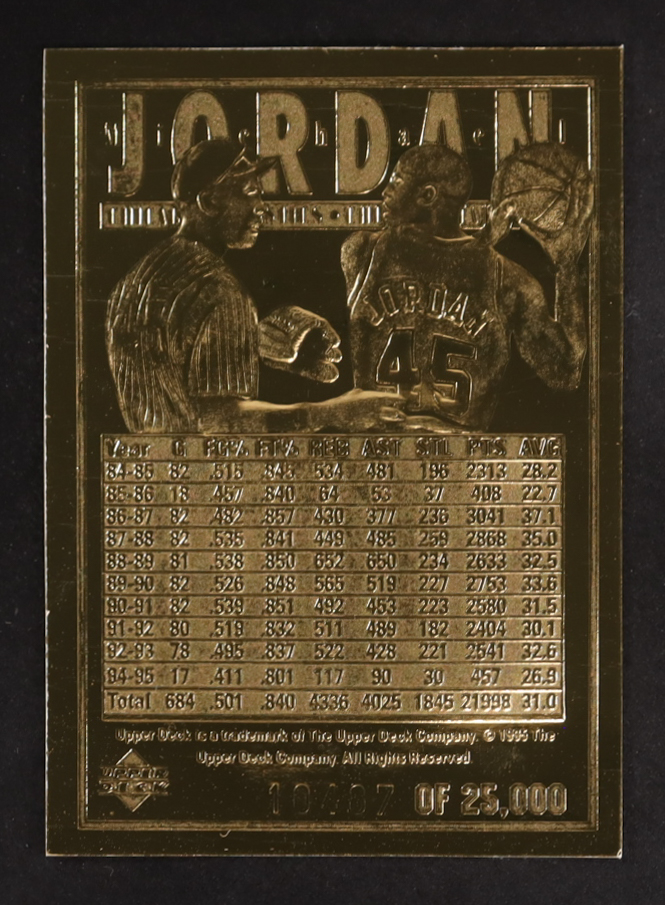 JORDAN
Michael
JORDAN
45
Year G FG% FT% REB AST STL PTS AVG
84-85 82 .515 .845 534 481 196 2313 28.2
85-86 18 .457 .840 64 53 37 408 22.7
86-87 82 .482 .857 430 377 236 3041 37.1
87-88 82 .535 .841 449 485 259 2868 35.0
88-89 81 .538 .850 652 650 234 2633 32.5
89-90 82 .526 .848 565 519 227 2753 33.6
90-91 82 .539 .851 492 453 223 2580 31.5
91-92 80 .519 .832 511 489 182 2404 30.1
92-93 78 .495 .837 522 428 221 2541 32.6
94-95 17 .411 .801 117 90 30 457 26.9
Total 684 .501 .840 4336 4025 1845 21998 31.0
Upper Deck is a trademark of The Upper Deck Company. © 1995 The
Upper Deck Company. All Rights Reserved
UPPER
DECK
OF 25,000